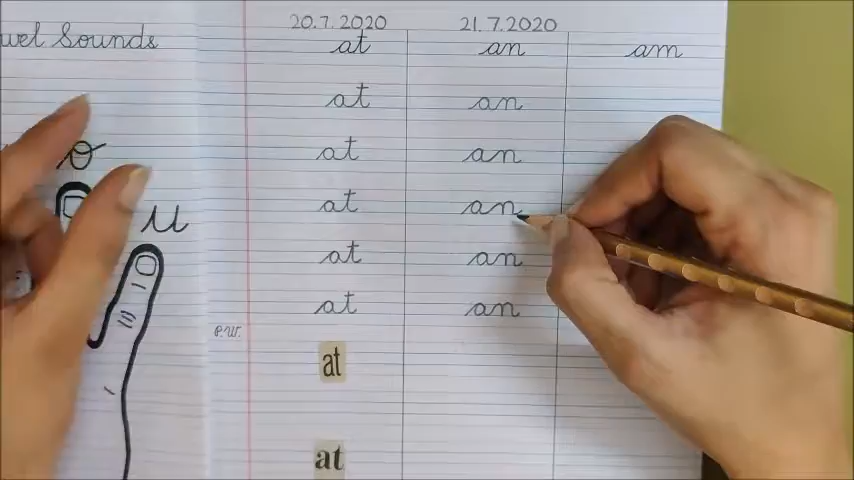 wel Sounds
o
u
20.7.2020 21.7.2020
at an am
at an
at an
at an
at an
at an
P.W.
at
at